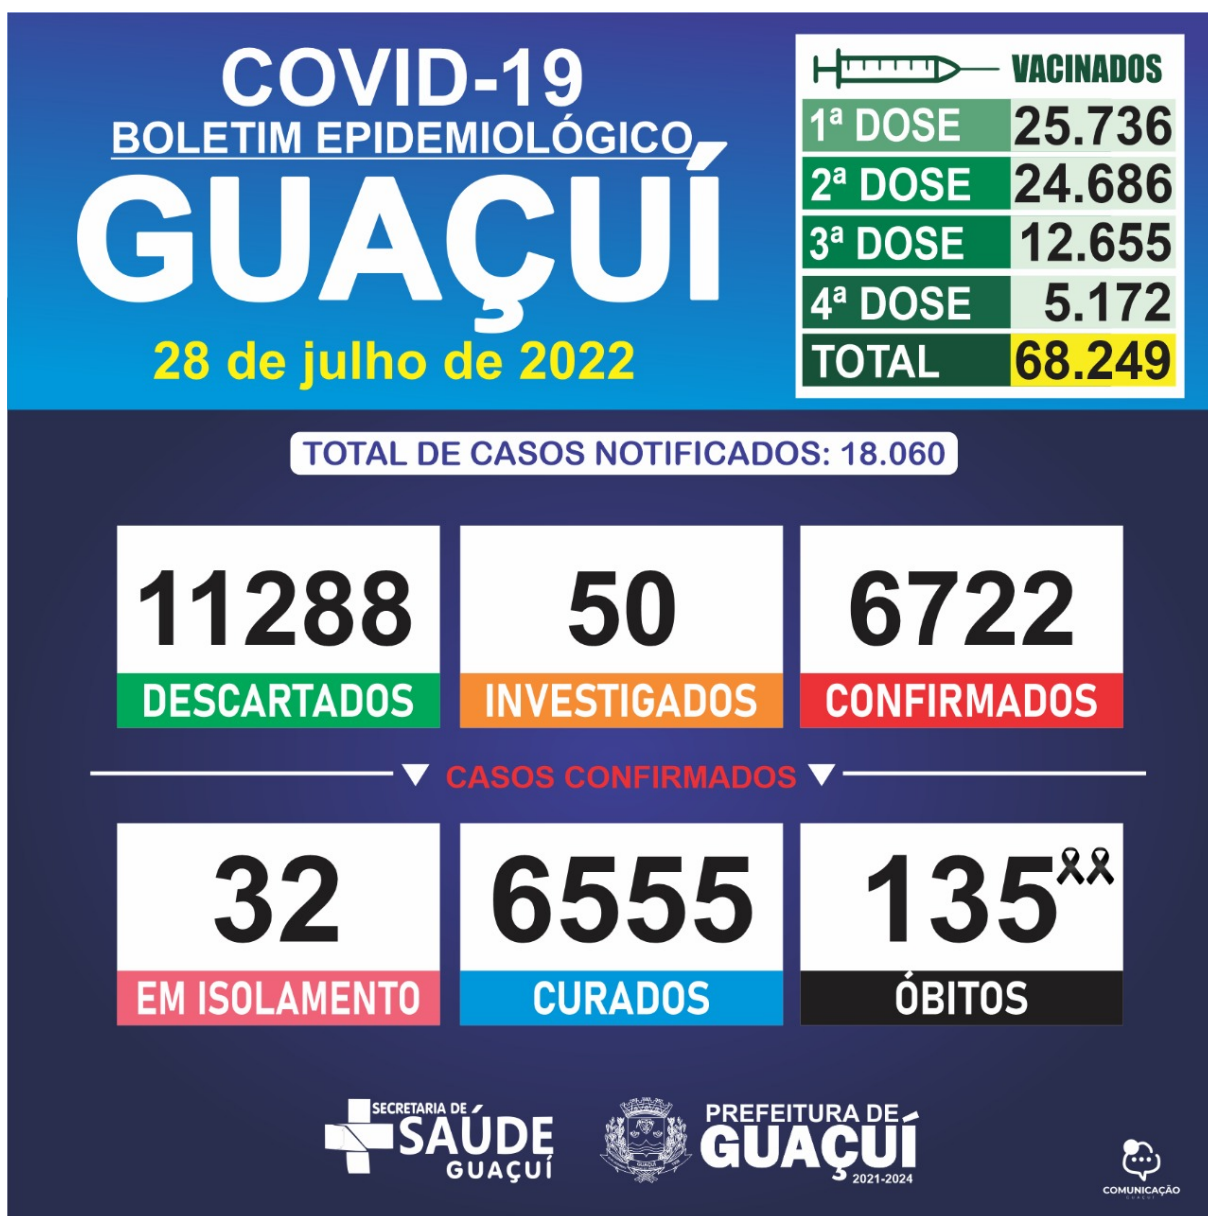 COVID-19
BOLETIM EPIDEMIOLÓGICO
GUAÇUÍ
28 de julho de 2022
VACINADOS
1ª DOSE 25.736
2ª DOSE 24.686
3ª DOSE 12.655
4ª DOSE 5.172
TOTAL 68.249
TOTAL DE CASOS NOTIFICADOS: 18.060
11288
DESCARTADOS
50
INVESTIGADOS
6722
CONFIRMADOS
CASOS CONFIRMADOS
32
EM ISOLAMENTO
6555
CURADOS
135
ÓBITOS
SECRETARIA DE
SAÚDE
GUAÇUÍ
PREFEITURA DE
GUAÇUÍ
2021-2024
COMUNICAÇÃO